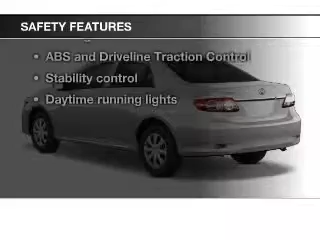 SAFETY FEATURES
• ABS and Driveline Traction Control
• Stability control
• Daytime running lights